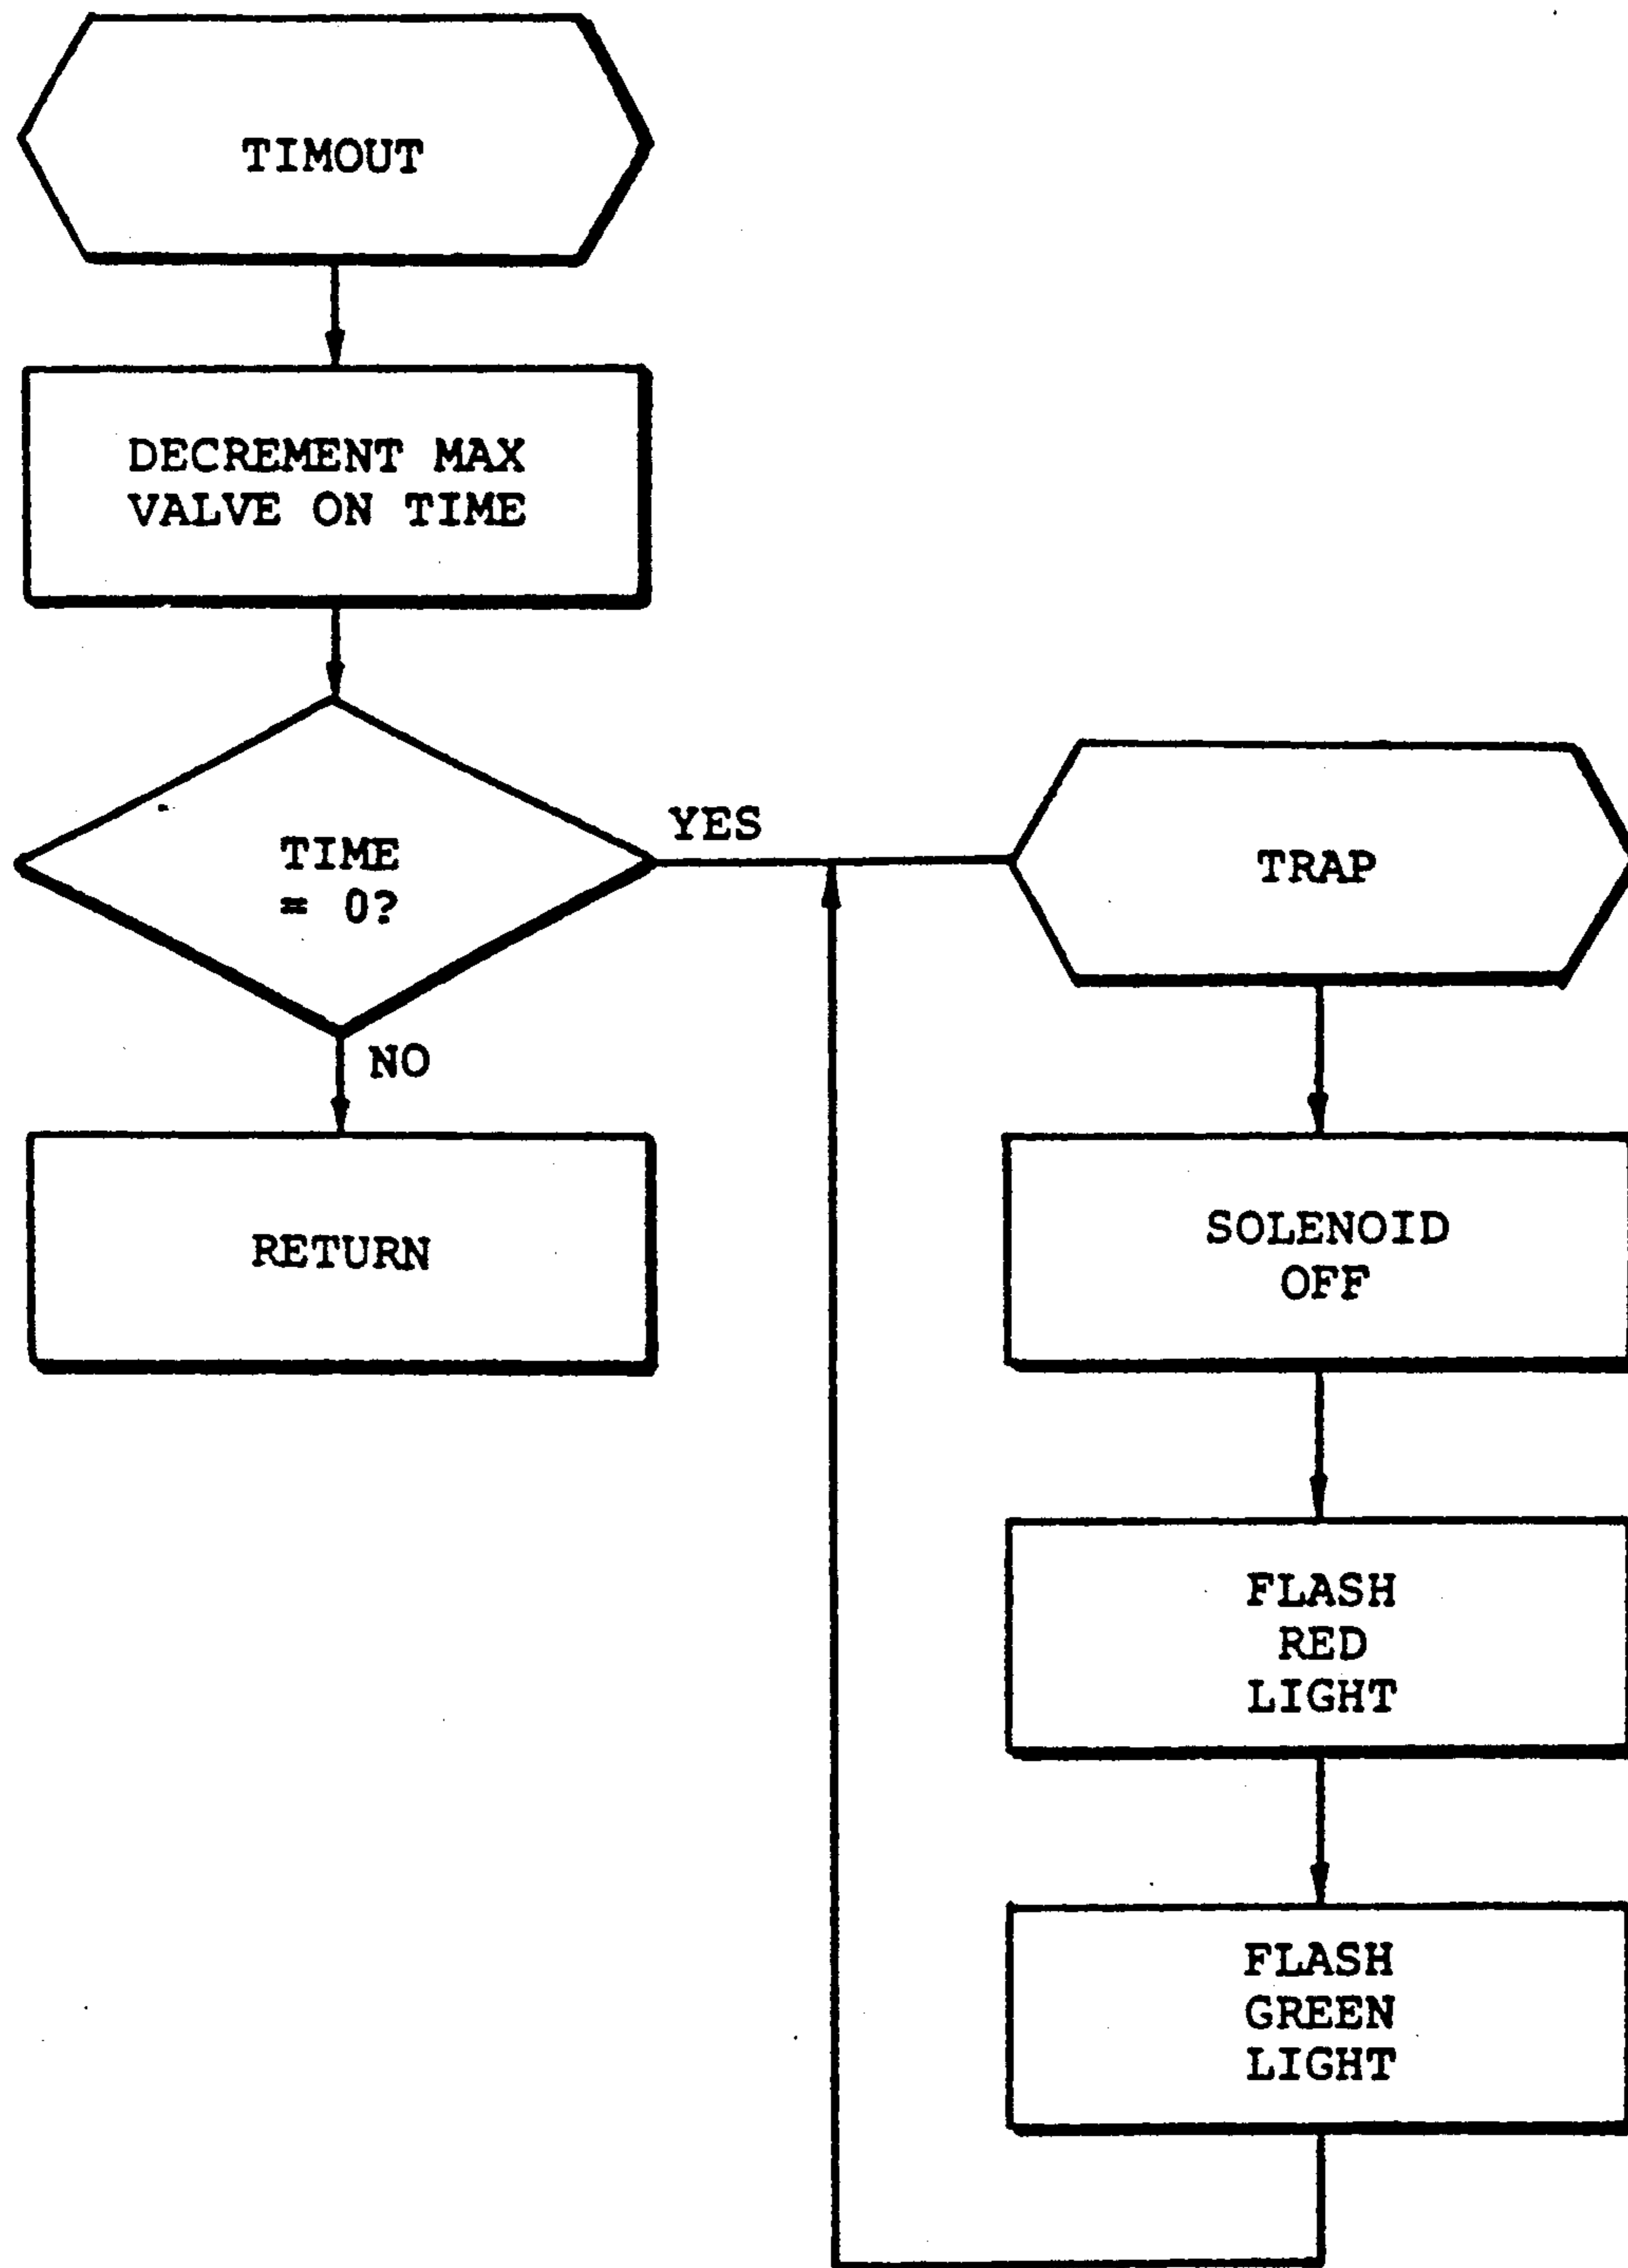 TIMOUT
DECREMENT MAX
VALVE ON TIME
TIME
= 0?
YES
NO
RETURN
TRAP
SOLENOID
OFF
FLASH
RED
LIGHT
FLASH
GREEN
LIGHT